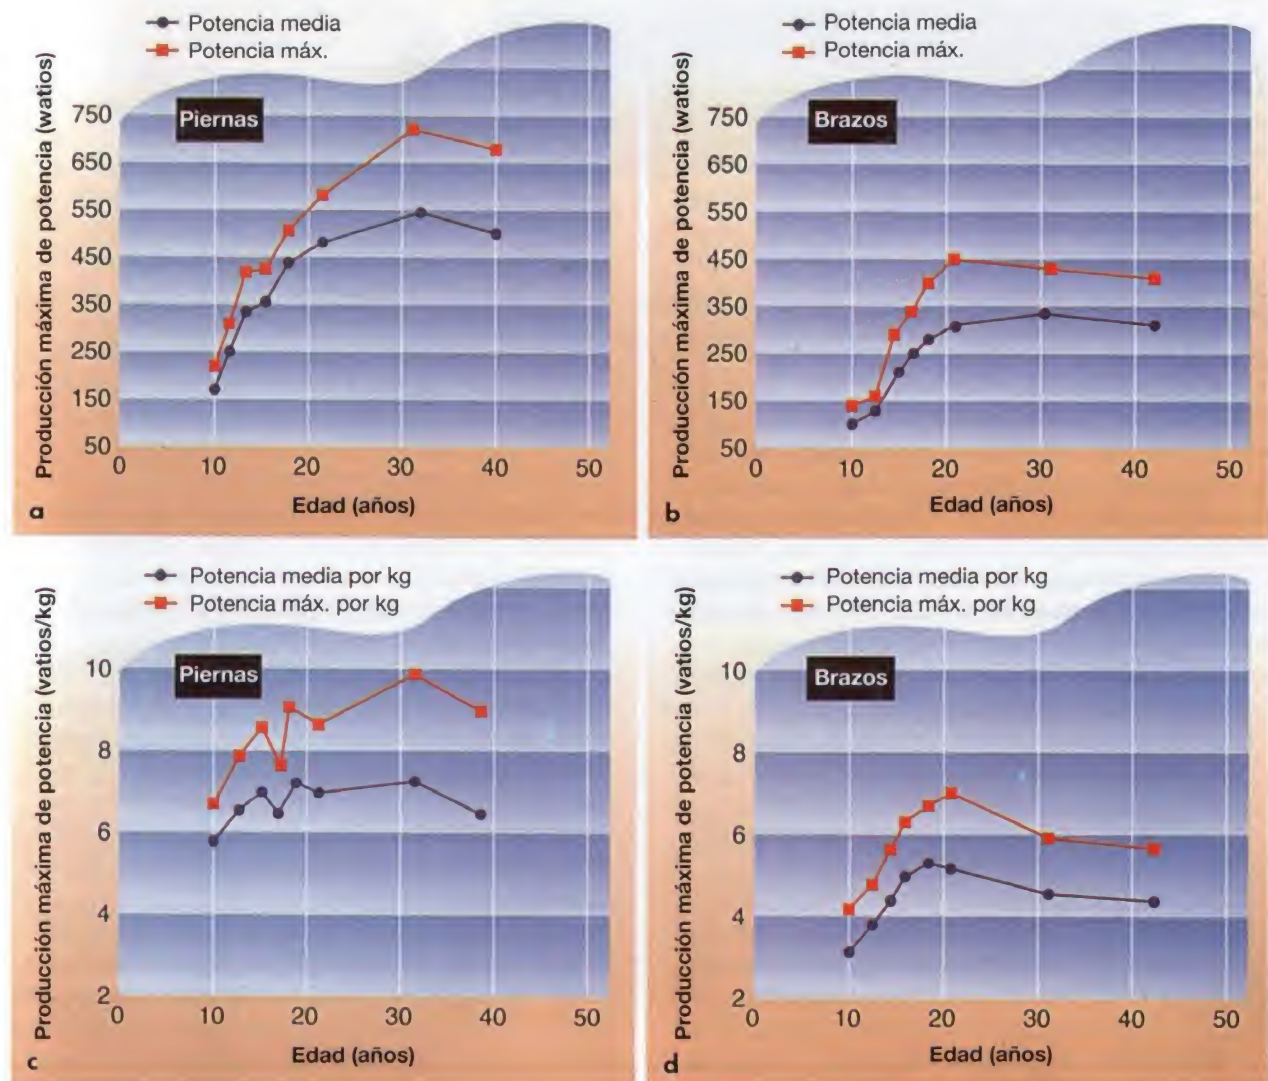 Potencia media
Potencia máx.
Piernas
Producción máxima de potencia (watios)
750
650
550
450
350
250
150
50
0 10 20 30 40 50
Edad (años)
a
Potencia media
Potencia máx.
Brazos
Producción máxima de potencia (watios)
750
650
550
450
350
250
150
50
0 10 20 30 40 50
Edad (años)
b
Potencia media por kg
Potencia máx. por kg
Piernas
Producción máxima de potencia (vatios/kg)
10
8
6
4
2
0 10 20 30 40 50
Edad (años)
c
Potencia media por kg
Potencia máx. por kg
Brazos
Producción máxima de potencia (vatios/kg)
10
8
6
4
2
0 10 20 30 40 50
Edad (años)
d